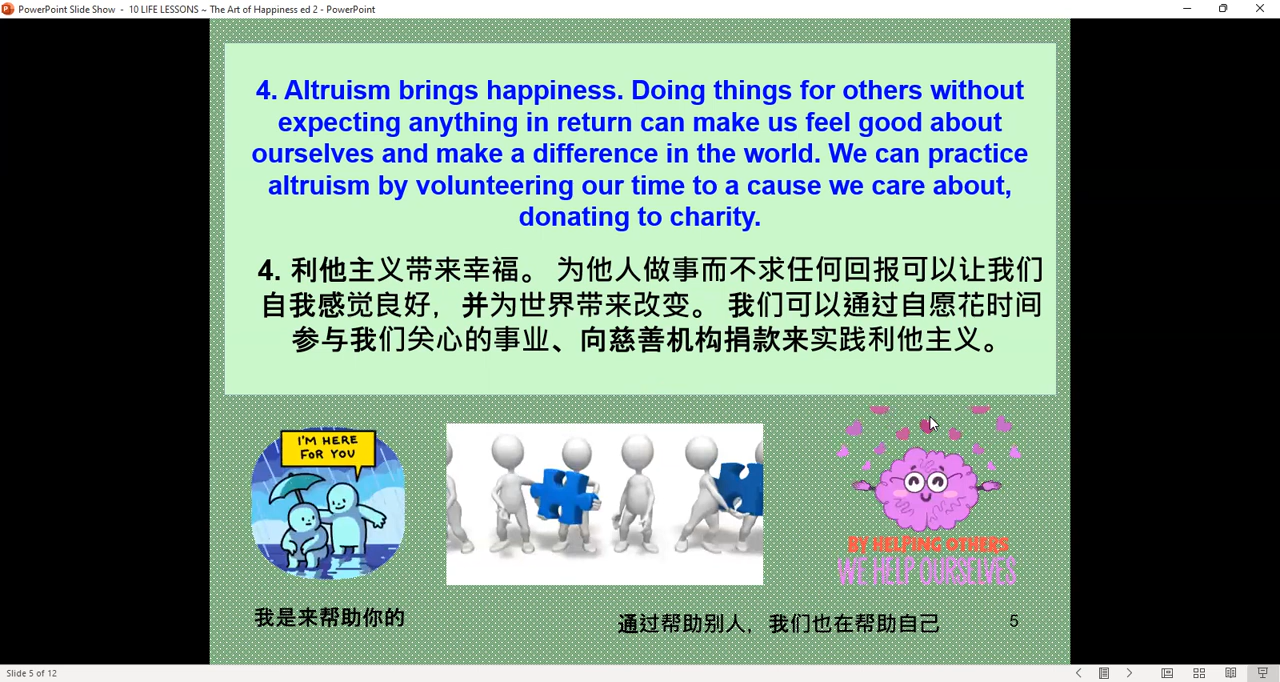 PowerPoint Slide Show - 10 LIFE LESSONS ~ The Art of Happiness ed 2 - PowerPoint
4. Altruism brings happiness. Doing things for others without
expecting anything in return can make us feel good about
ourselves and make a difference in the world. We can practice
altruism by volunteering our time to a cause we care about,
donating to charity.
4. 利他主义带来幸福。 为他人做事而不求任何回报可以让我们
自我感觉良好，并为世界带来改变。 我们可以通过自愿花时间
参与我们关心的事业、向慈善机构捐款来实践利他主义。
I'M HERE
FOR YOU
BY HELPING OTHERS
WE HELP OURSELVES
我是来帮助你的
通过帮助别人，我们也在帮助自己
5
Slide 5 of 12